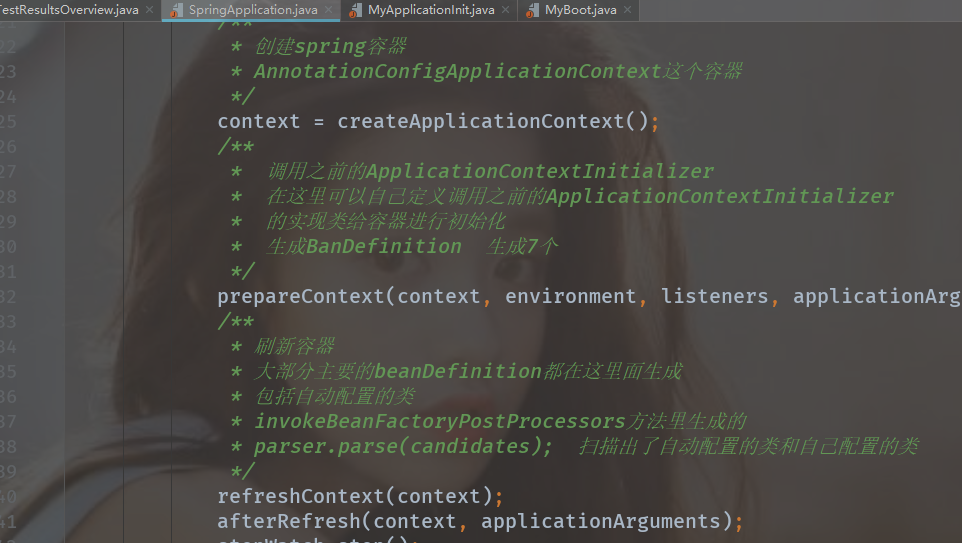 TestResultsOverview.java SpringApplication.java MyApplicationInit.java MyBoot.java
/**
22 * 创建spring容器
23 * AnnotationConfigApplicationContext这个容器
24 */
25 context = createApplicationContext();
26 /**
27 * 调用之前的ApplicationContextInitializer
28 * 在这里可以自己定义调用之前的ApplicationContextInitializer
29 * 的实现类给容器进行初始化
30 * 生成BanDefinition 生成7个
31 */
32 prepareContext(context, environment, listeners, applicationArg
33 /**
34 * 刷新容器
35 * 大部分主要的beanDefinition都在这里面生成
36 * 包括自动配置的类
37 * invokeBeanFactoryPostProcessors方法里生成的
38 * parser.parse(candidates); 扫描出了自动配置的类和自己配置的类
39 */
40 refreshContext(context);
41 afterRefresh(context, applicationArguments);